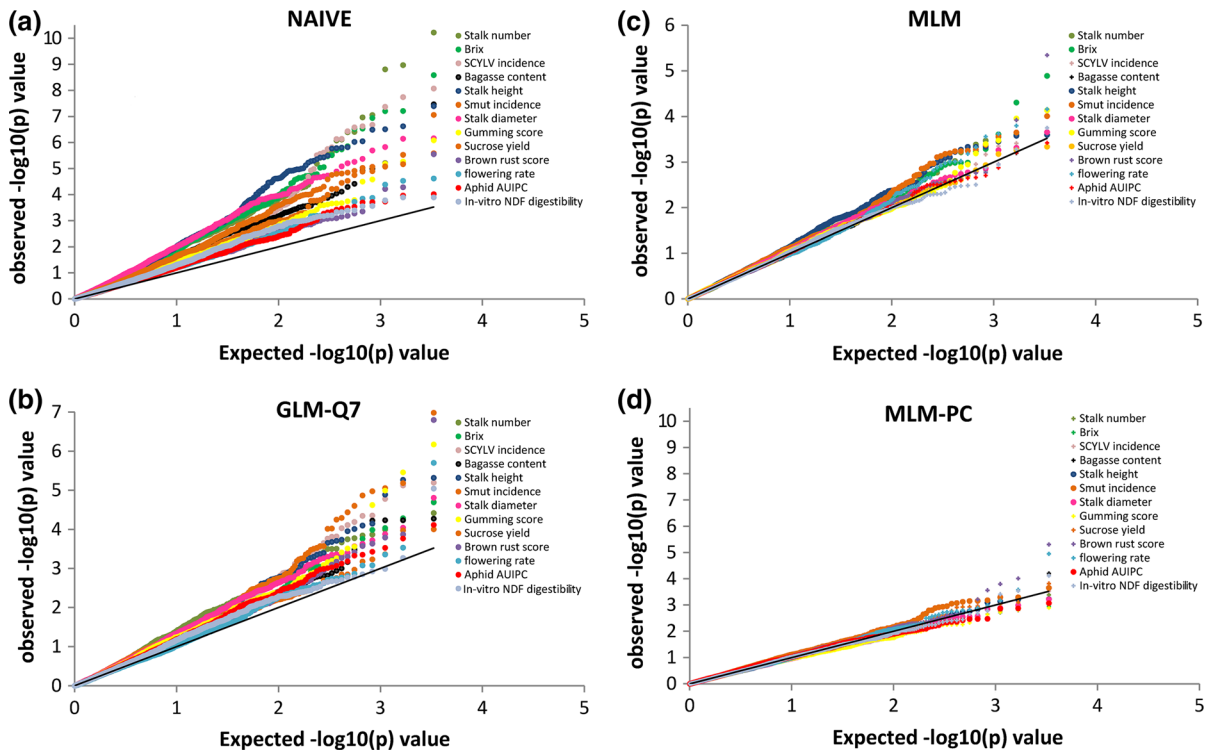 (a)
NAIVE
observed -log10(p) value
10
9
8
7
6
5
4
3
2
1
0
0 1 2 3 4 5
Expected -log10(p) value
Stalk number
Brix
SCYLV incidence
Bagasse content
Stalk height
Smut incidence
Stalk diameter
Gumming score
Sucrose yield
Brown rust score
flowering rate
Aphid AUIPC
In-vitro NDF digestibility
(c)
MLM
observed -log10(p) value
6
5
4
3
2
1
0
0 1 2 3 4 5
Expected -log10(p) value
Stalk number
Brix
SCYLV incidence
Bagasse content
Stalk height
Smut incidence
Stalk diameter
Gumming score
Sucrose yield
Brown rust score
flowering rate
Aphid AUIPC
In-vitro NDF digestibility
(b)
GLM-Q7
observed -log10(p) value
7
6
5
4
3
2
1
0
0 1 2 3 4 5
Expected -log10(p) value
Stalk number
Brix
SCYLV incidence
Bagasse content
Stalk height
Smut incidence
Stalk diameter
Gumming score
Sucrose yield
Brown rust score
flowering rate
Aphid AUIPC
In-vitro NDF digestibility
(d)
MLM-PC
observed -log10(p) value
10
9
8
7
6
5
4
3
2
1
0
0 1 2 3 4 5
Expected -log10(p) value
Stalk number
Brix
SCYLV incidence
Bagasse content
Stalk height
Smut incidence
Stalk diameter
Gumming score
Sucrose yield
Brown rust score
flowering rate
Aphid AUIPC
In-vitro NDF digestibility